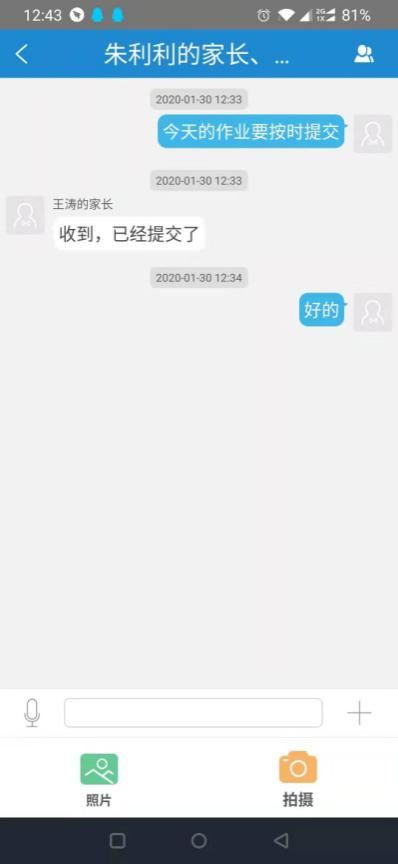 12:43
2G
1X
81%
朱利利的家长、...
2020-01-30 12:33
今天的作业要按时提交
2020-01-30 12:33
王涛的家长
收到，已经提交了
2020-01-30 12:34
好的
照片
拍摄